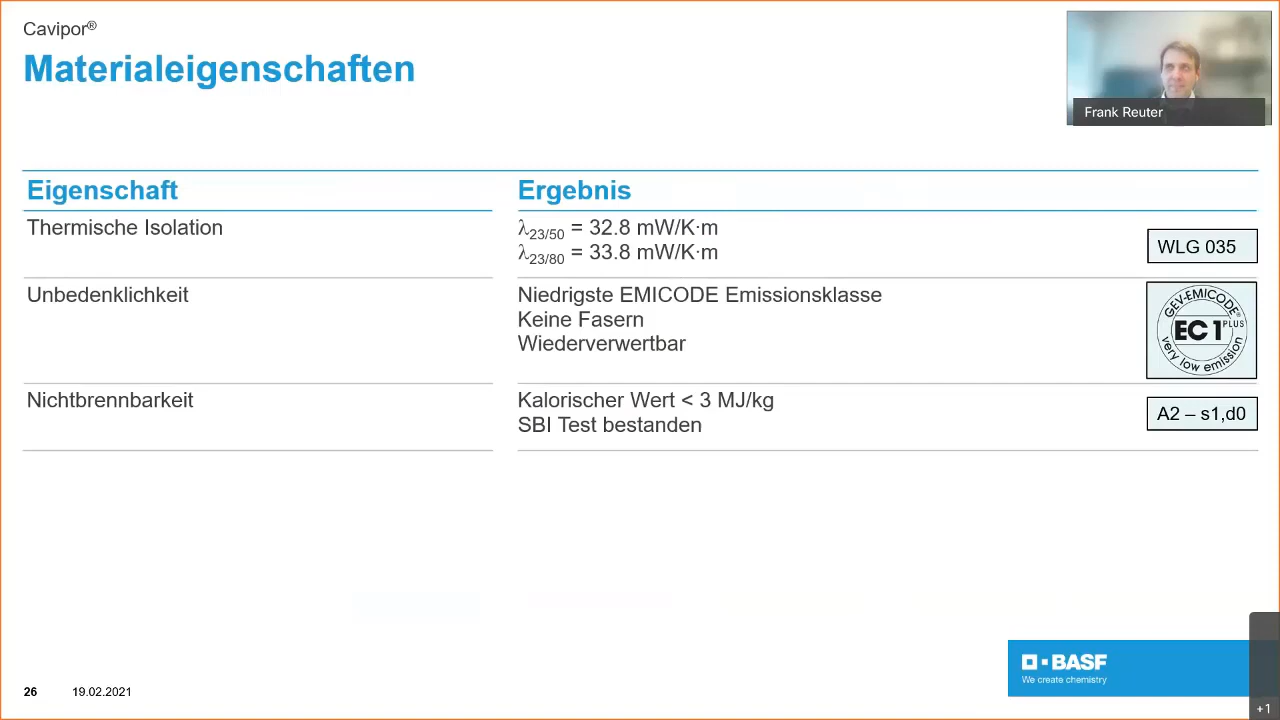 Cavipor®
Materialeigenschaften
Frank Reuter
Eigenschaft
Ergebnis
Thermische Isolation
λ23/50 = 32.8 mW/K·m
λ23/80 = 33.8 mW/K·m
WLG 035
Unbedenklichkeit
Niedrigste EMICODE Emissionsklasse
Keine Fasern
Wiederverwertbar
GEV-EMICODE®
EC 1 PLUS
very low emission
Nichtbrennbarkeit
Kalorischer Wert < 3 MJ/kg
SBI Test bestanden
A2 – s1,d0
26
19.02.2021
BASF
We create chemistry
+1